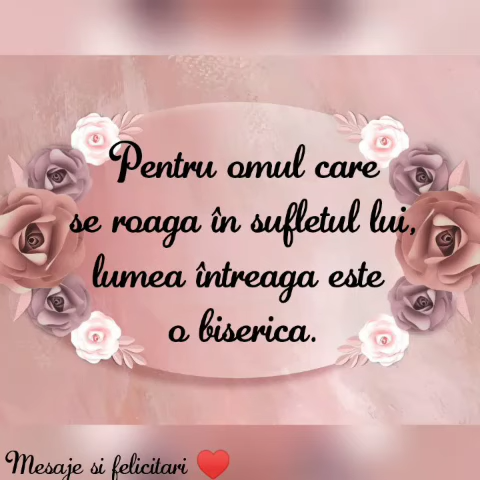 Pentru omul care
se roaga în sufletul lui,
lumea întreaga este
o biserica.
Mesaje si felicitari ❤️